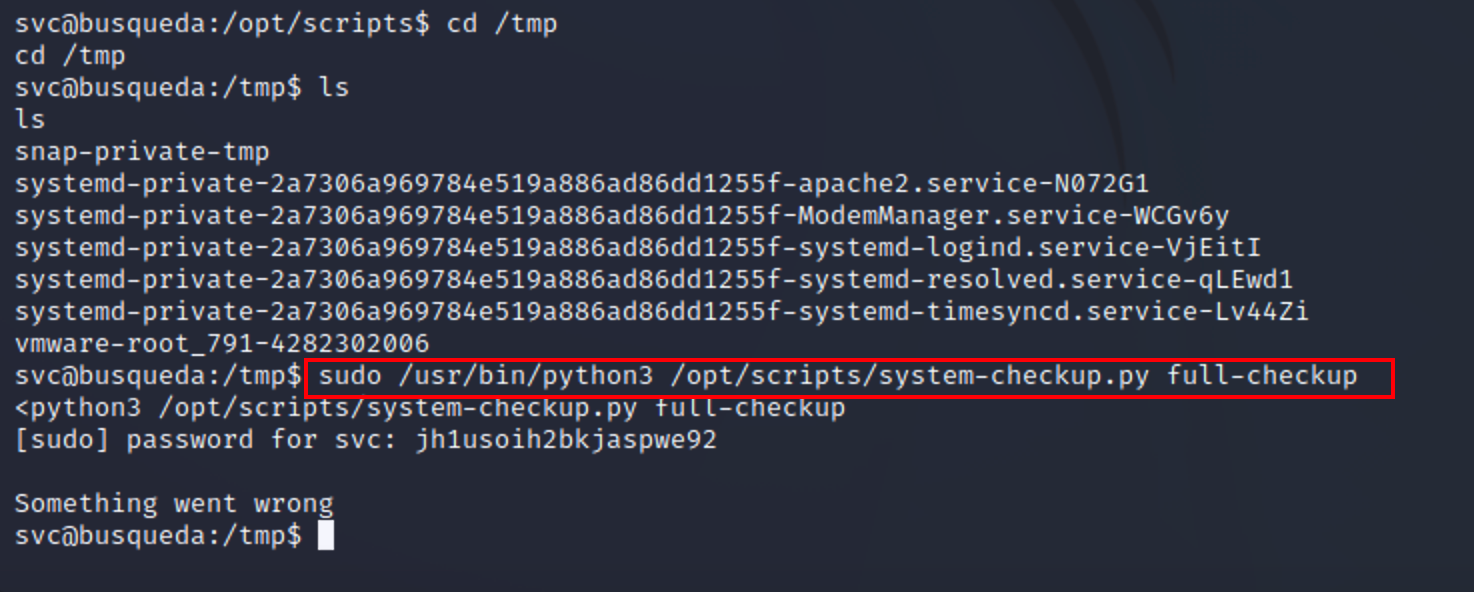 svc@busqueda:/opt/scripts$ cd /tmp
cd /tmp
svc@busqueda:/tmp$ ls
ls
snap-private-tmp
systemd-private-2a7306a969784e519a886ad86dd1255f-apache2.service-N072G1
systemd-private-2a7306a969784e519a886ad86dd1255f-ModemManager.service-WCGv6y
systemd-private-2a7306a969784e519a886ad86dd1255f-systemd-logind.service-VjEitI
systemd-private-2a7306a969784e519a886ad86dd1255f-systemd-resolved.service-qLEwd1
systemd-private-2a7306a969784e519a886ad86dd1255f-systemd-timesyncd.service-Lv44Zi
vmware-root_791-4282302006
svc@busqueda:/tmp$ sudo /usr/bin/python3 /opt/scripts/system-checkup.py full-checkup
<python3 /opt/scripts/system-checkup.py full-checkup
[sudo] password for svc: jh1usoih2bkjaspwe92
Something went wrong
svc@busqueda:/tmp$